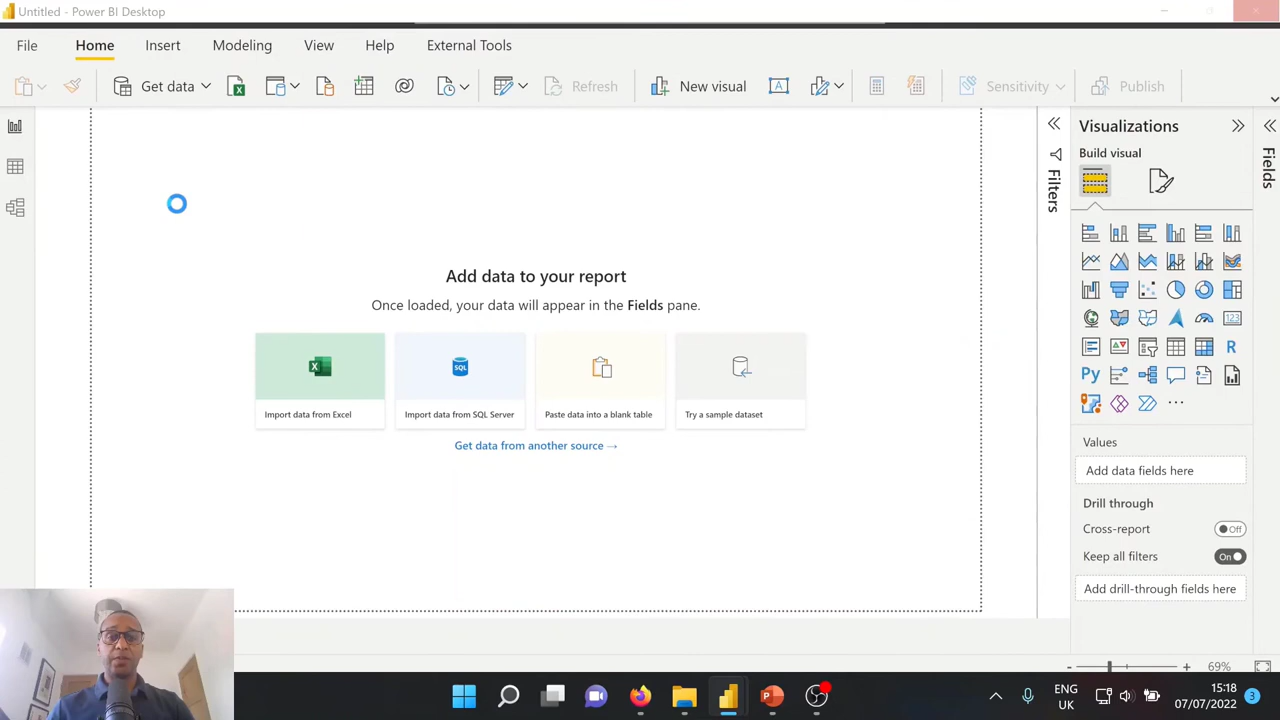 Untitled - Power BI Desktop
File Home Insert Modeling View Help External Tools
Get data Refresh New visual A Sensitivity Publish
Visualizations
Build visual
Filters
Fields
Add data to your report
Once loaded, your data will appear in the Fields pane.
X SQL
Import data from Excel Import data from SQL Server Paste data into a blank table Try a sample dataset
Get data from another source →
123
R
Py
...
Values
Add data fields here
Drill through
Cross-report Off
Keep all filters On
Add drill-through fields here
- + 69%
ENG
UK
15:18
07/07/2022
3